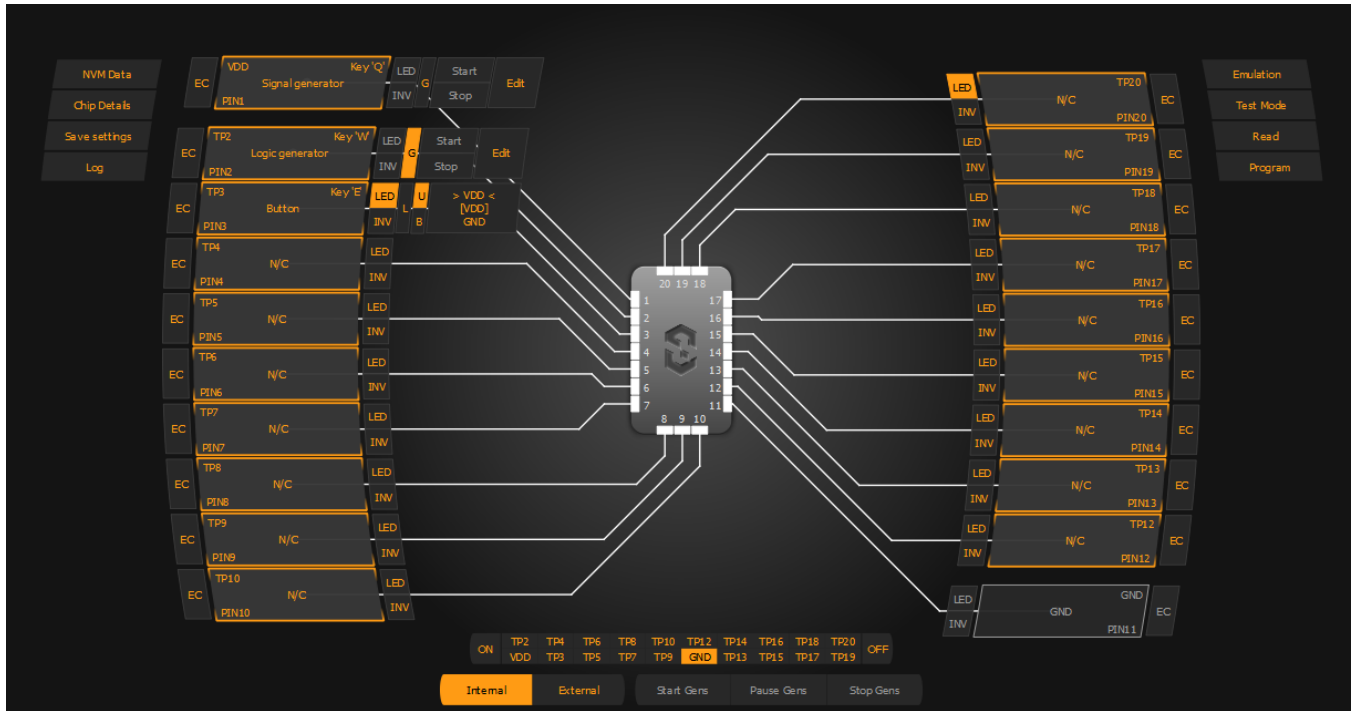 NVM Data
Chip Details
Save settings
Log
EC VDD Key 'Q' Signal generator PIN1 LED INV G Start Stop Edit
EC TP2 Key 'W' Logic generator PIN2 LED INV G Start Stop Edit
EC TP3 Key 'E' Button PIN3 LED INV L U B > VDD < [VDD] GND
EC TP4 N/C PIN4 LED INV
EC TP5 N/C PIN5 LED INV
EC TP6 N/C PIN6 LED INV
EC TP7 N/C PIN7 LED INV
EC TP8 N/C PIN8 LED INV
EC TP9 N/C PIN9 LED INV
EC TP10 N/C PIN10 LED INV
20 19 18
1 17
2 16
3 15
4 14
5 13
6 12
7 11
8 9 10
LED INV TP20 N/C PIN20 EC
LED INV TP19 N/C PIN19 EC
LED INV TP18 N/C PIN18 EC
LED INV TP17 N/C PIN17 EC
LED INV TP16 N/C PIN16 EC
LED INV TP15 N/C PIN15 EC
LED INV TP14 N/C PIN14 EC
LED INV TP13 N/C PIN13 EC
LED INV TP12 N/C PIN12 EC
LED INV GND GND PIN11 EC
Emulation
Test Mode
Read
Program
ON TP2 TP4 TP6 TP8 TP10 TP12 TP14 TP16 TP18 TP20 OFF
VDD TP3 TP5 TP7 TP9 GND TP13 TP15 TP17 TP19
Internal External Start Gens Pause Gens Stop Gens